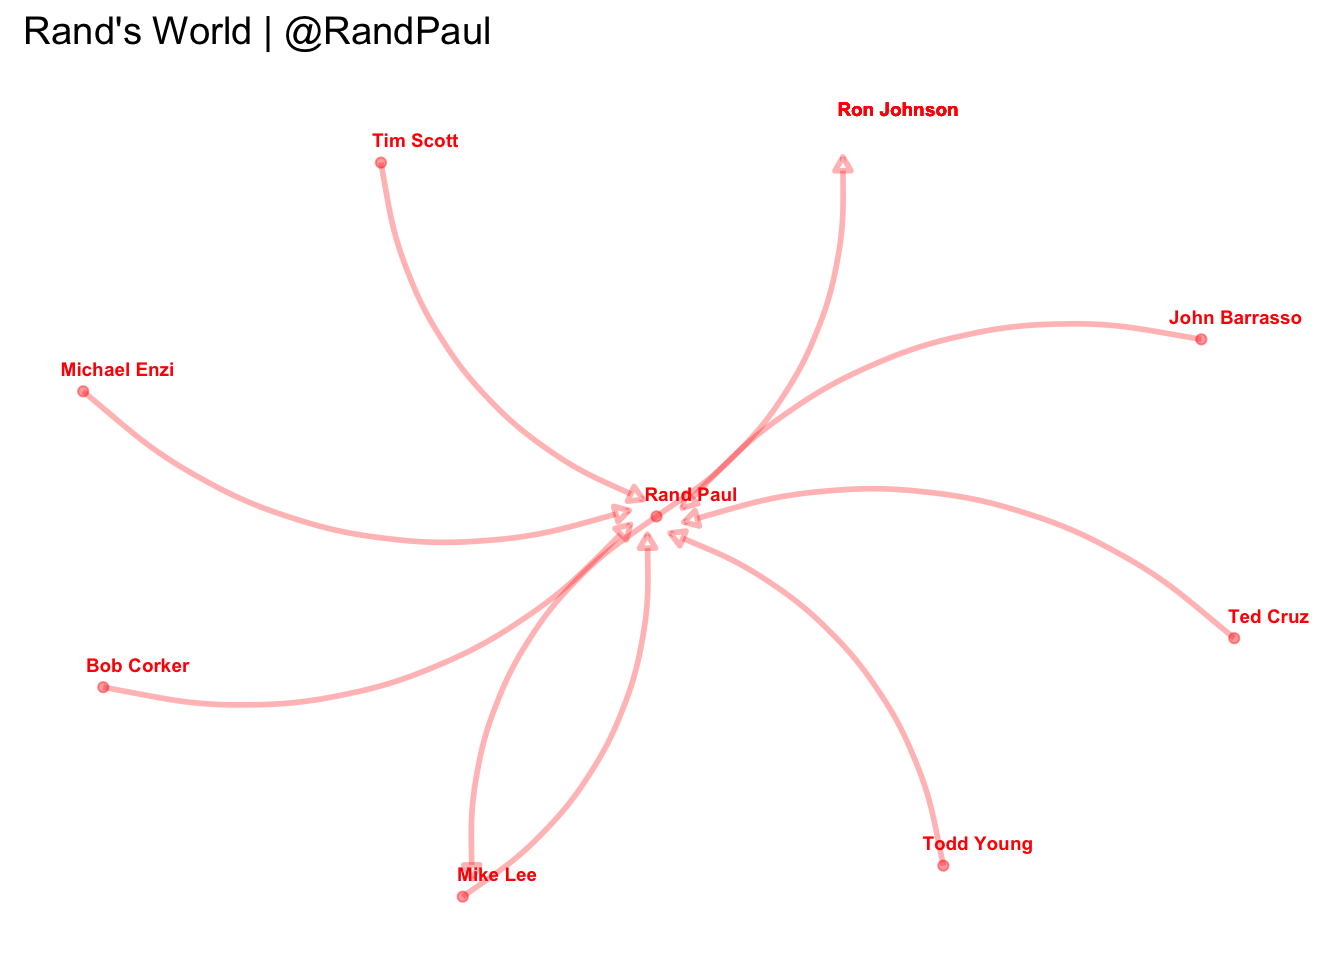 Rand's World | @RandPaul
Ron Johnson
Tim Scott
John Barrasso
Michael Enzi
Rand Paul
Ted Cruz
Bob Corker
Todd Young
Mike Lee